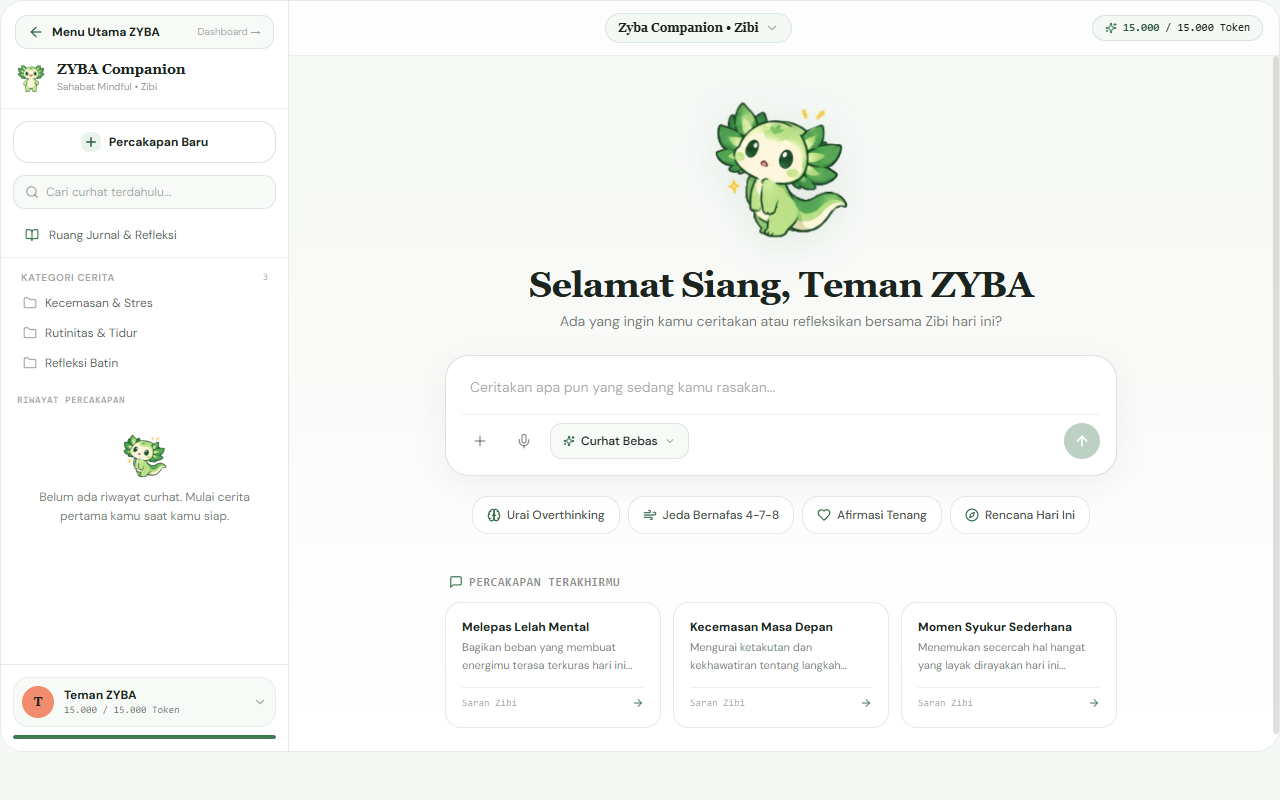 Menu Utama ZYBA
Dashboard →
ZYBA Companion
Sahabat Mindful • Zibi
Percakapan Baru
Cari curhat terdahulu...
Ruang Jurnal & Refleksi
KATEGORI CERITA
3
Kecemasan & Stres
Rutinitas & Tidur
Refleksi Batin
RIWAYAT PERCAKAPAN
Belum ada riwayat curhat. Mulai cerita
pertama kamu saat kamu siap.
T
Teman ZYBA
15.000 / 15.000 Token
Zyba Companion • Zibi
15.000 / 15.000 Token
Selamat Siang, Teman ZYBA
Ada yang ingin kamu ceritakan atau refleksikan bersama Zibi hari ini?
Ceritakan apa pun yang sedang kamu rasakan...
Curhat Bebas
Urai Overthinking
Jeda Bernafas 4-7-8
Afirmasi Tenang
Rencana Hari Ini
PERCAKAPAN TERAKHIRMU
Melepas Lelah Mental
Bagikan beban yang membuat
energimu terasa terkuras hari ini...
Saran Zibi
Kecemasan Masa Depan
Mengurai ketakutan dan
kekhawatiran tentang langkah...
Saran Zibi
Momen Syukur Sederhana
Menemukan secercah hal hangat
yang layak dirayakan hari ini...
Saran Zibi